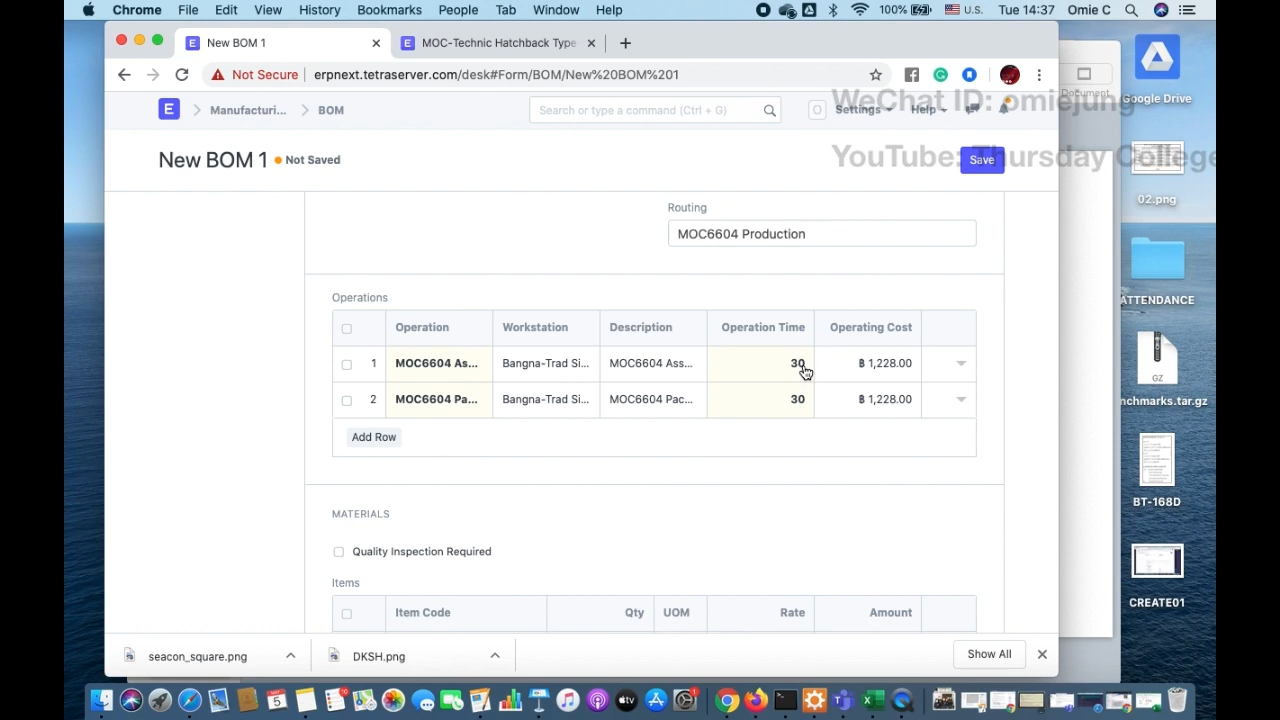 Chrome File Edit View History Bookmarks People Tab Window Help 100% U.S. Tue 14:37 Omie C
New BOM 1 MOC-Technic Hatchback Type
Not Secure erpnext.tettraserver.com/desk#Form/BOM/New%20BOM%201
Document
Google Drive
WeChat ID: omiejung
Manufacturi... BOM Search or type a command (Ctrl + G) Settings Help
New BOM 1 Not Saved Save
YouTube: Thursday College
02.png
Routing
MOC6604 Production
ATTENDANCE
Operations
Operation Workstation Description Operation Time Operating Cost
1 MOC6604 As... Bangna-Trad Si... MOC6604 Ass... 30 ฿ 1,228.00
GZ
2 MOC6604 Pa... Bangna-Trad Si... MOC6604 Pac... 30 ฿ 1,228.00
nchmarks.tar.gz
Add Row
BT-168D
MATERIALS
Quality Inspection Required
Items
CREATE01
Item Code Qty UOM Rate Amount
seacon_square.png DKSH.png Show All
tv